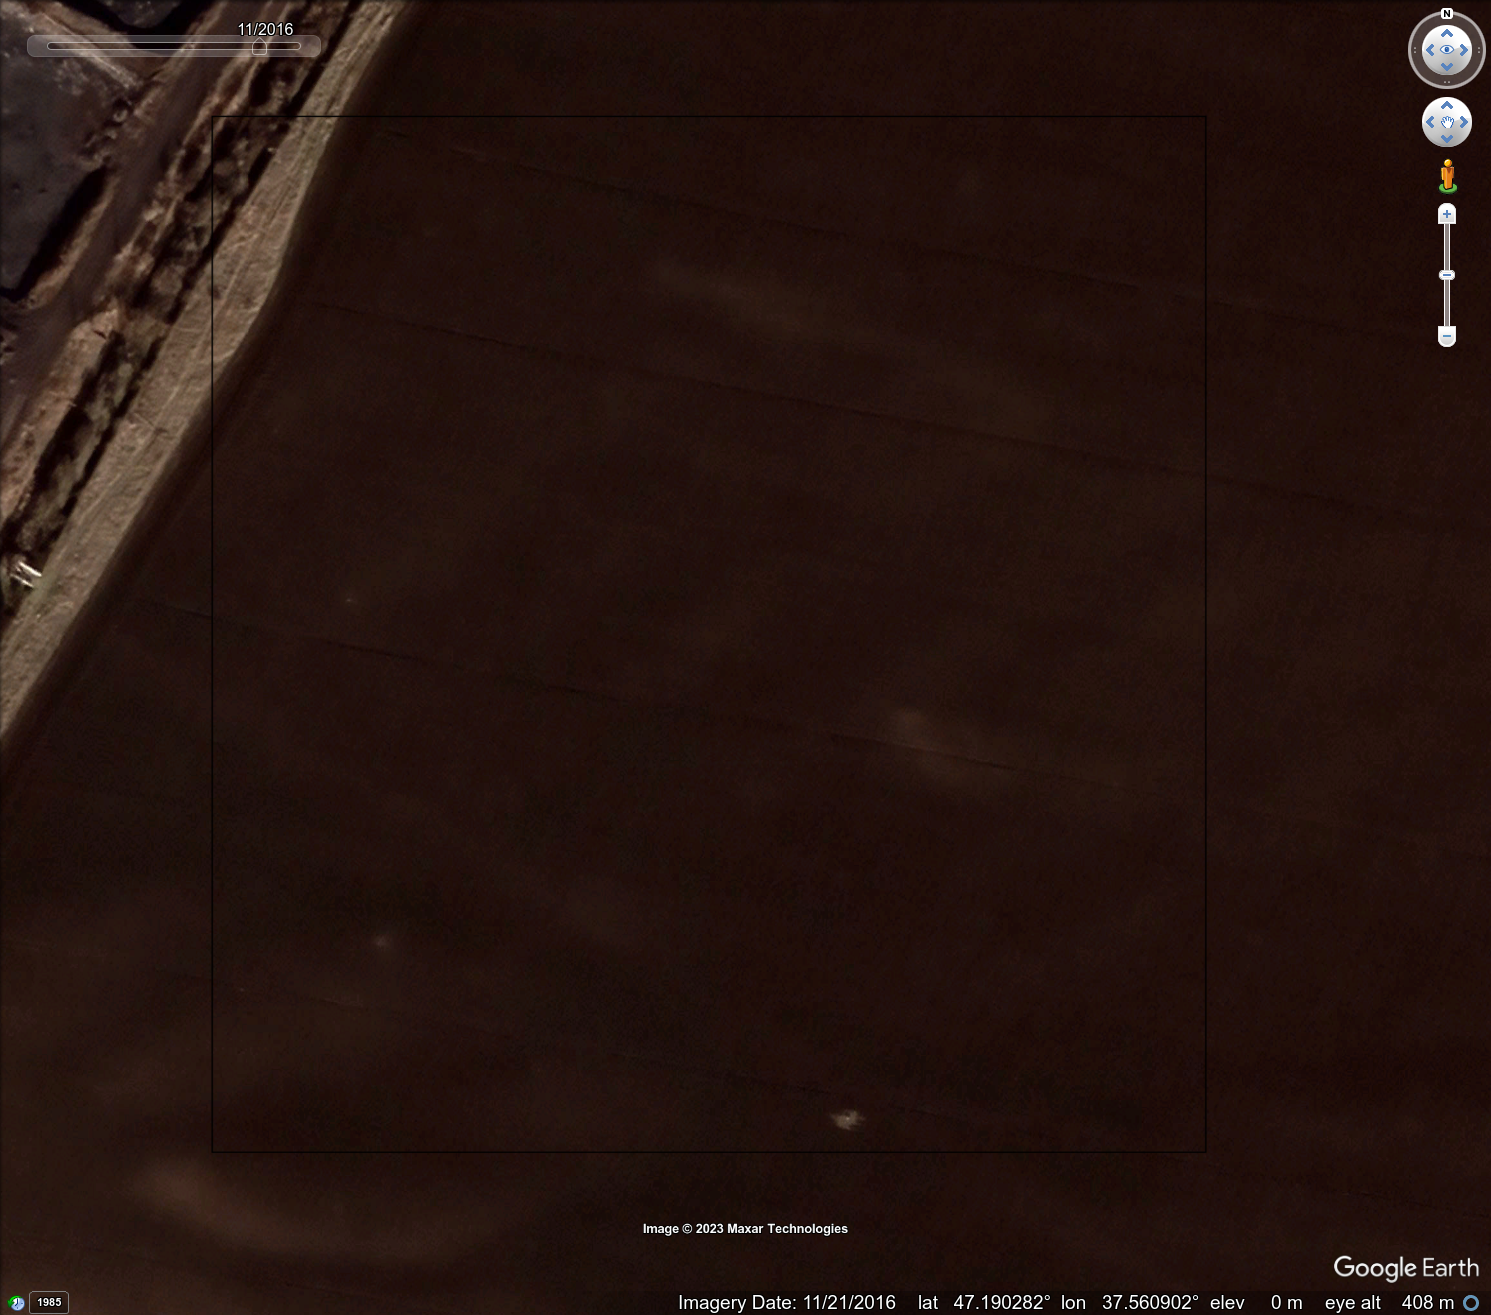 11/2016
N
Image © 2023 Maxar Technologies
Google Earth
1985
Imagery Date: 11/21/2016 lat 47.190282° lon 37.560902° elev 0 m eye alt 408 m